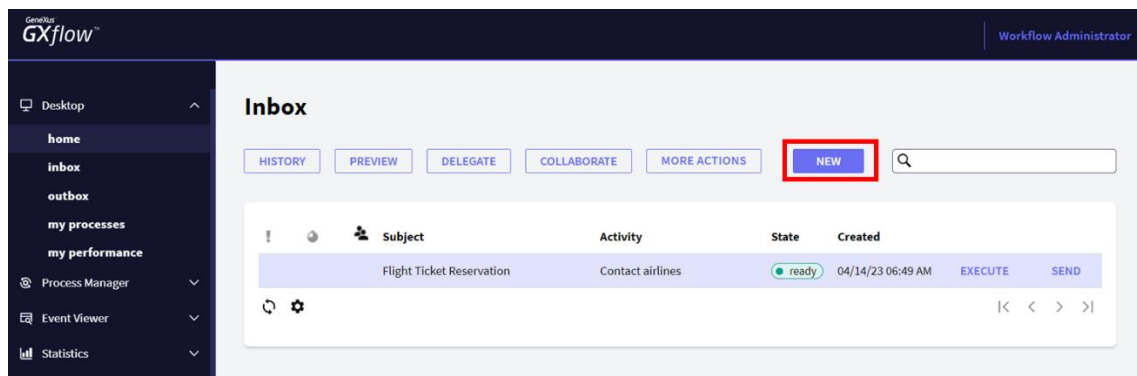 GeneXus
GXflow™
Workflow Administrator
Desktop
home
inbox
outbox
my processes
my performance
Process Manager
Event Viewer
Statistics
Inbox
HISTORY PREVIEW DELEGATE COLLABORATE MORE ACTIONS NEW
! Subject Activity State Created
Flight Ticket Reservation Contact airlines ready 04/14/23 06:49 AM EXECUTE SEND